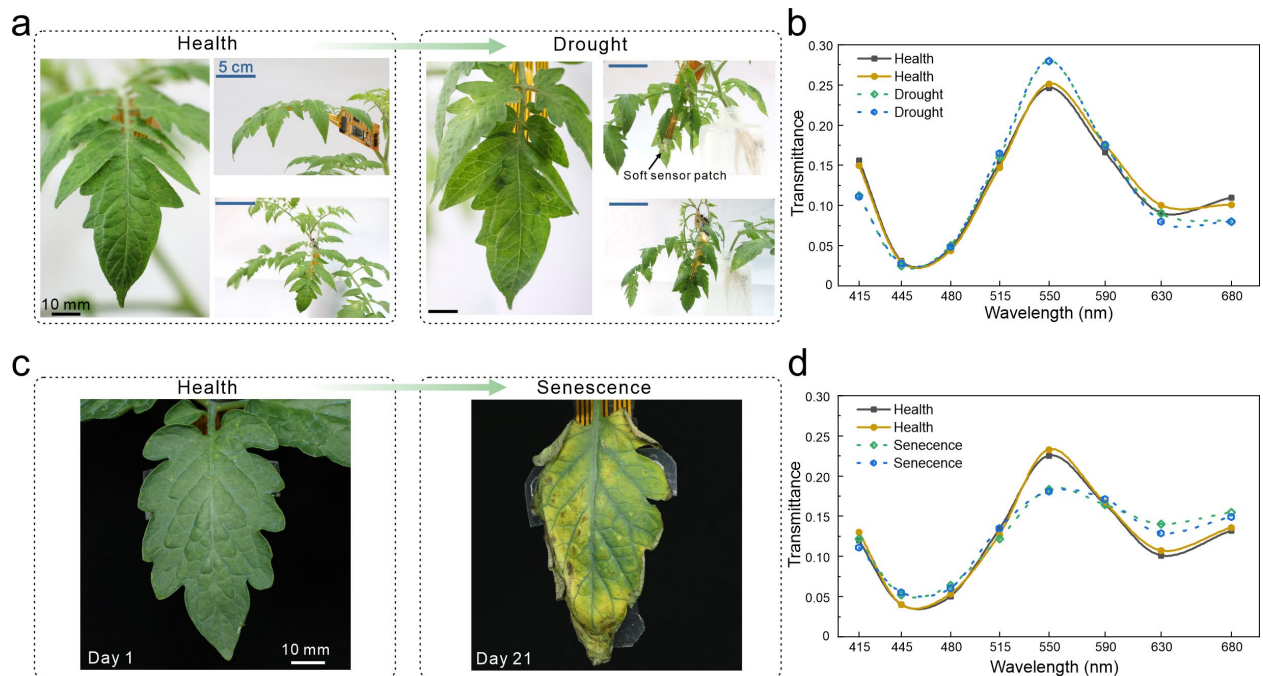 a
Health
Drought
5 cm
Soft sensor patch
10 mm
b
0.30
0.25
0.20
0.15
0.10
0.05
0
Transmittance
Health
Health
Drought
Drought
415 445 480 515 550 590 630 680
Wavelength (nm)
c
Health
Senescence
Day 1
10 mm
Day 21
d
0.30
0.25
0.20
0.15
0.10
0.05
0
Transmittance
Health
Health
Senecence
Senecence
415 445 480 515 550 590 630 680
Wavelength (nm)